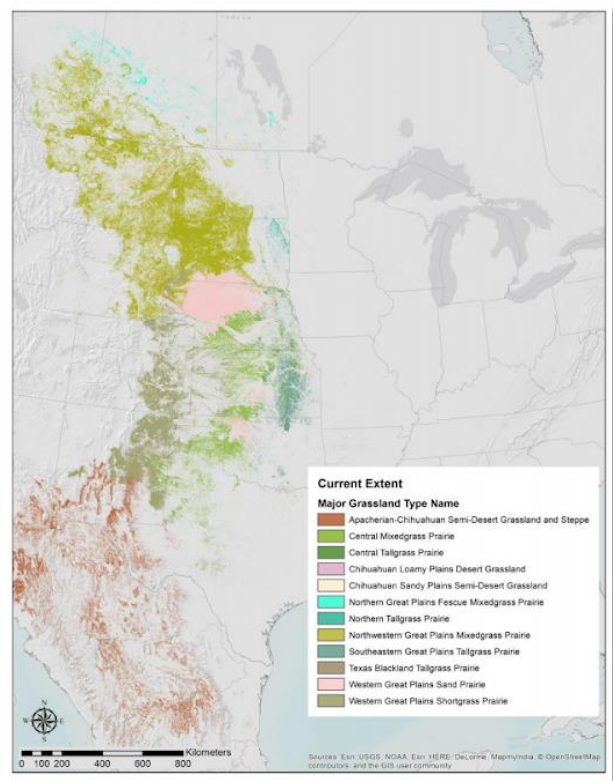 Current Extent
Major Grassland Type Name
Apacherian-Chihuahuan Semi-Desert Grassland and Steppe
Central Mixedgrass Prairie
Central Tallgrass Prairie
Chihuahuan Loamy Plains Desert Grassland
Chihuahuan Sandy Plains Semi-Desert Grassland
Northern Great Plains Fescue Mixedgrass Prairie
Northern Tallgrass Prairie
Northwestern Great Plains Mixedgrass Prairie
Southeastern Great Plains Tallgrass Prairie
Texas Blackland Tallgrass Prairie
Western Great Plains Sand Prairie
Western Great Plains Shortgrass Prairie
N
W E
S
Kilometers
0 100 200 400 600 800
Sources: Esri, USGS, NOAA, Esri, HERE, DeLorme, MapmyIndia, © OpenStreetMap
contributors, and the GIS user community